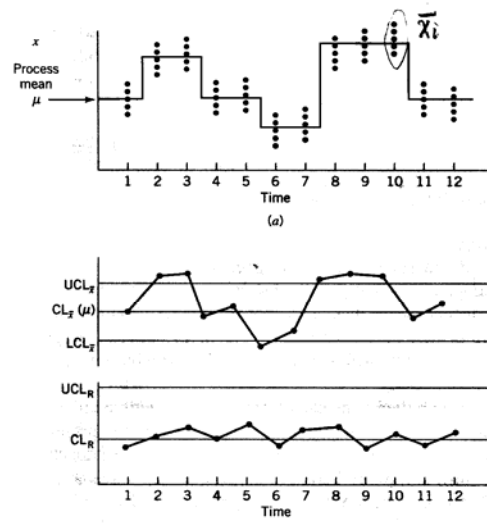 x
x̄i
Process
mean
μ
1 2 3 4 5 6 7 8 9 10 11 12
Time
(a)
UCLx̄
CLx̄ (μ)
LCLx̄
UCLR
CLR
1 2 3 4 5 6 7 8 9 10 11 12
Time